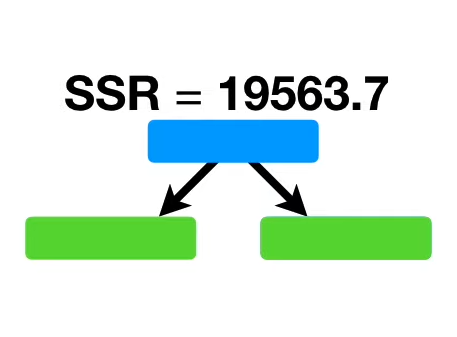 SSR = 19563.7